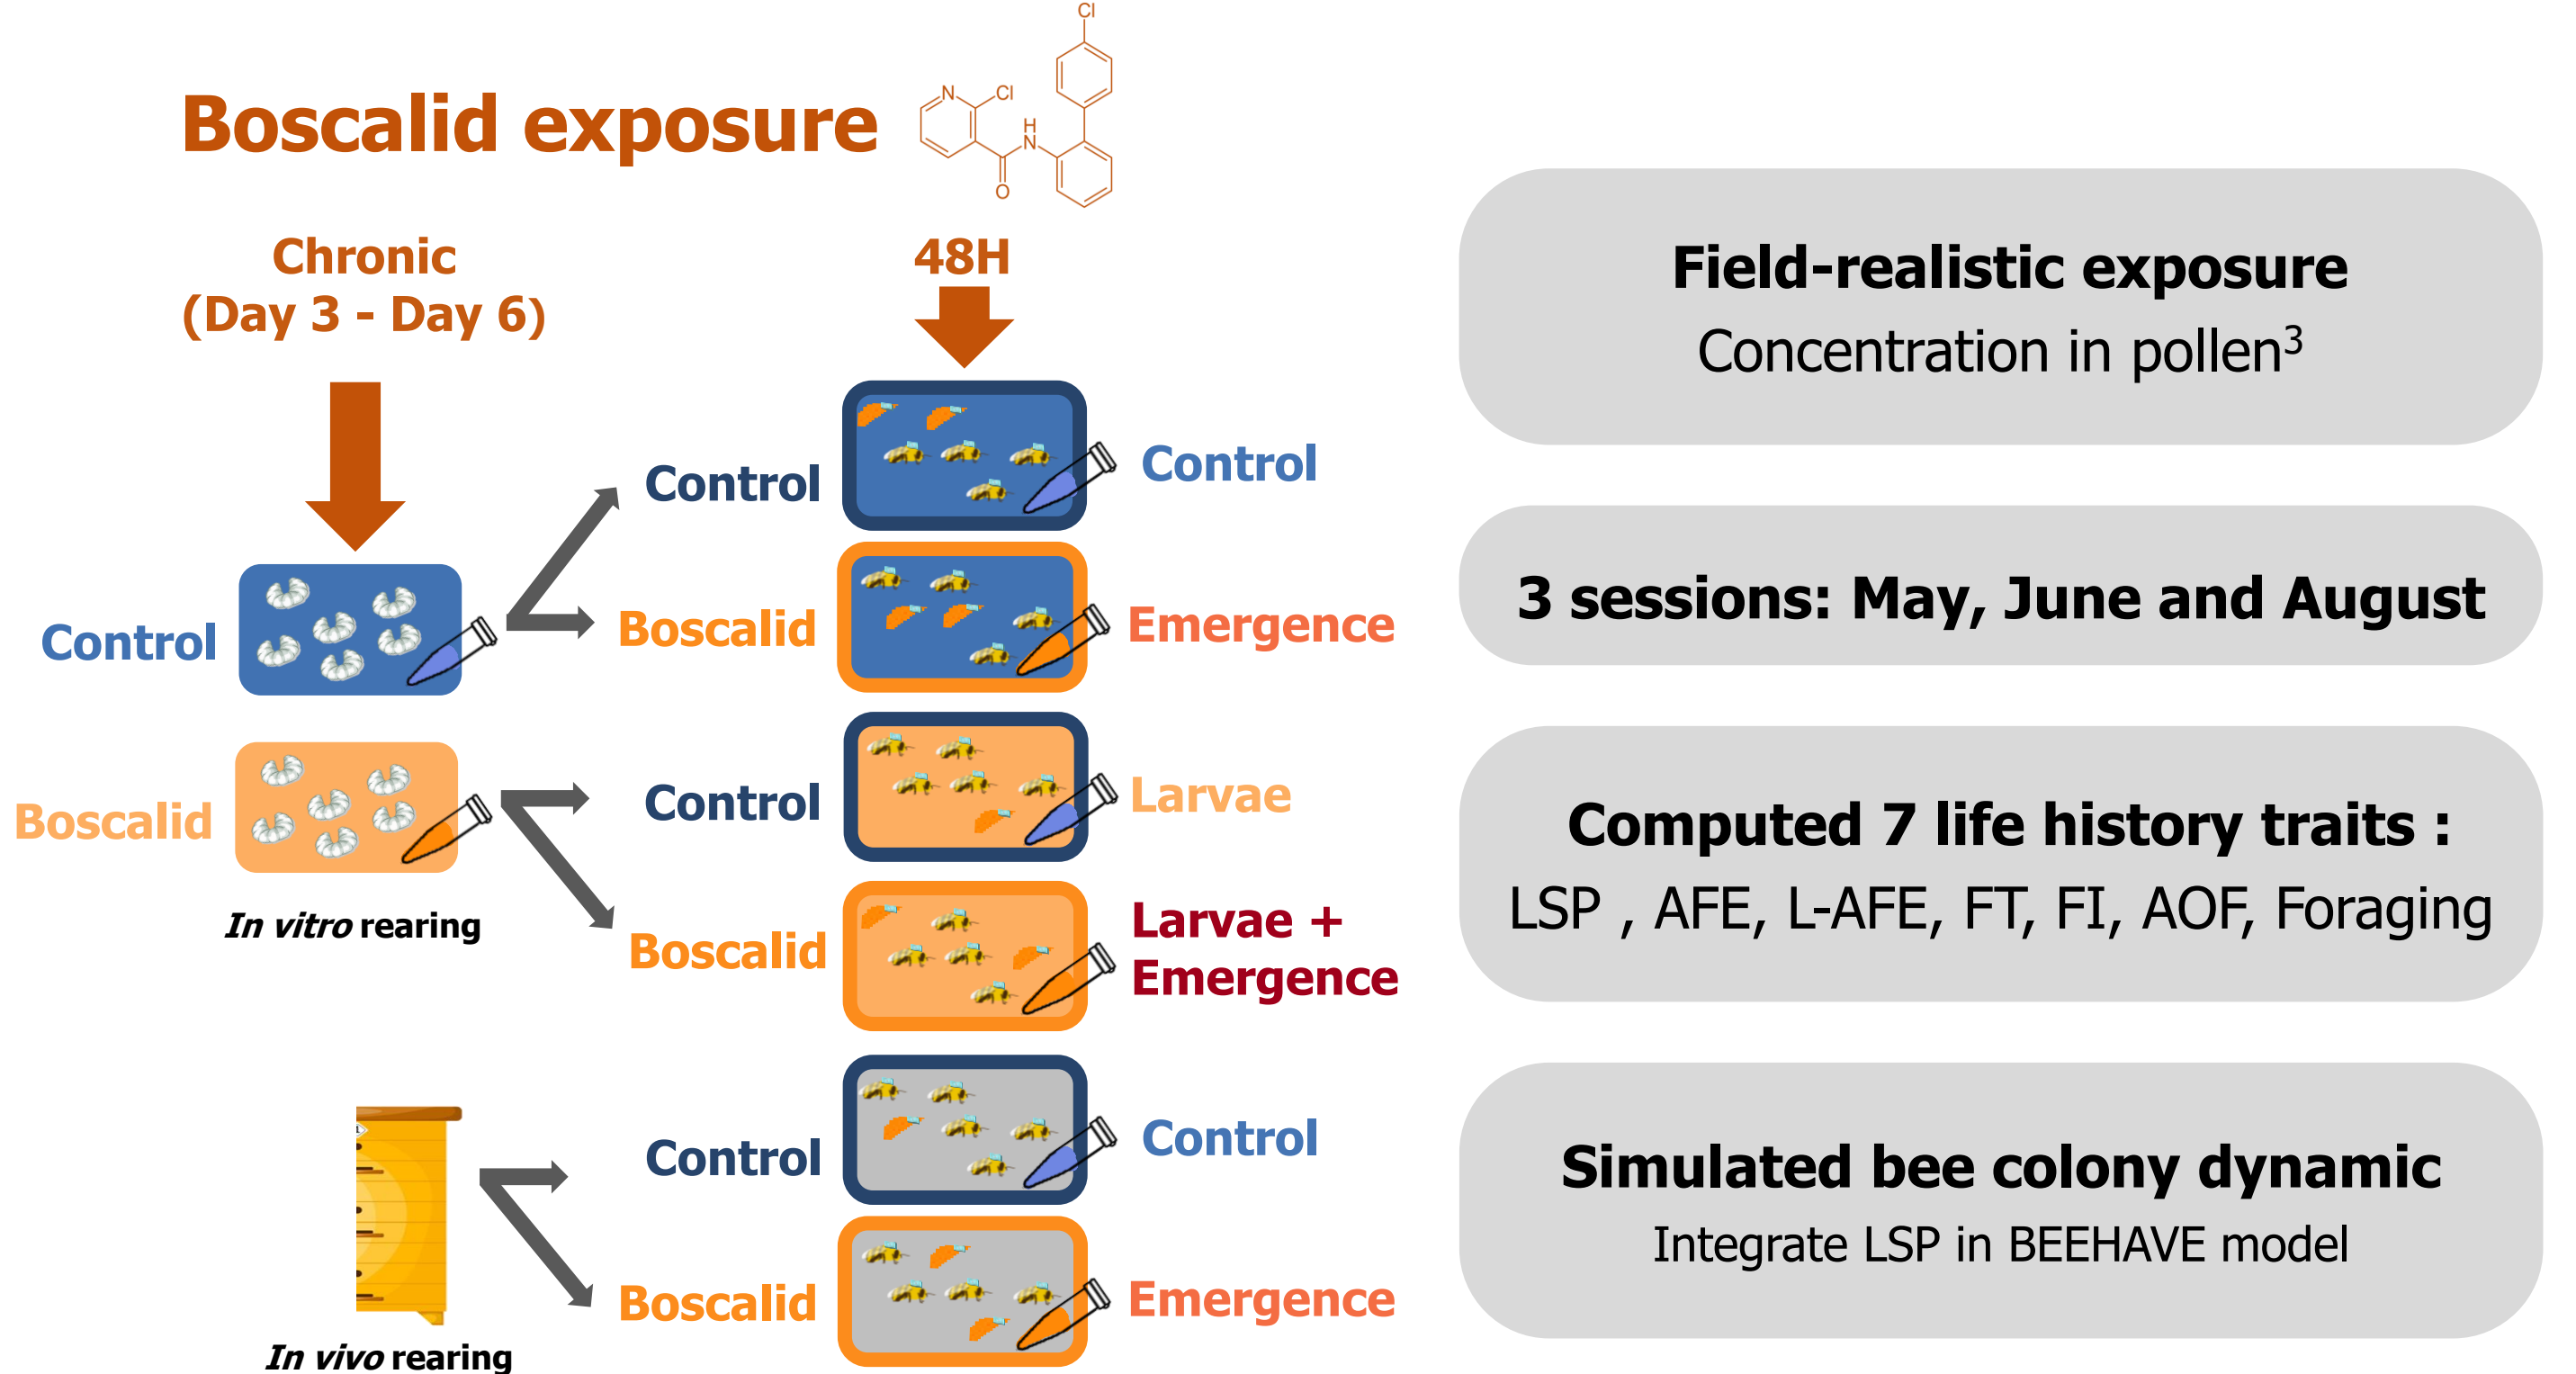 Boscalid exposure
Cl
N
Cl
H
N
O
Chronic
(Day 3 - Day 6)
48H
Control
Boscalid
In vitro rearing
Control
Control
Boscalid
Emergence
Control
Larvae
Boscalid
Larvae +
Emergence
In vivo rearing
Control
Control
Boscalid
Emergence
Field-realistic exposure
Concentration in pollen³
3 sessions: May, June and August
Computed 7 life history traits :
LSP , AFE, L-AFE, FT, FI, AOF, Foraging
Simulated bee colony dynamic
Integrate LSP in BEEHAVE model